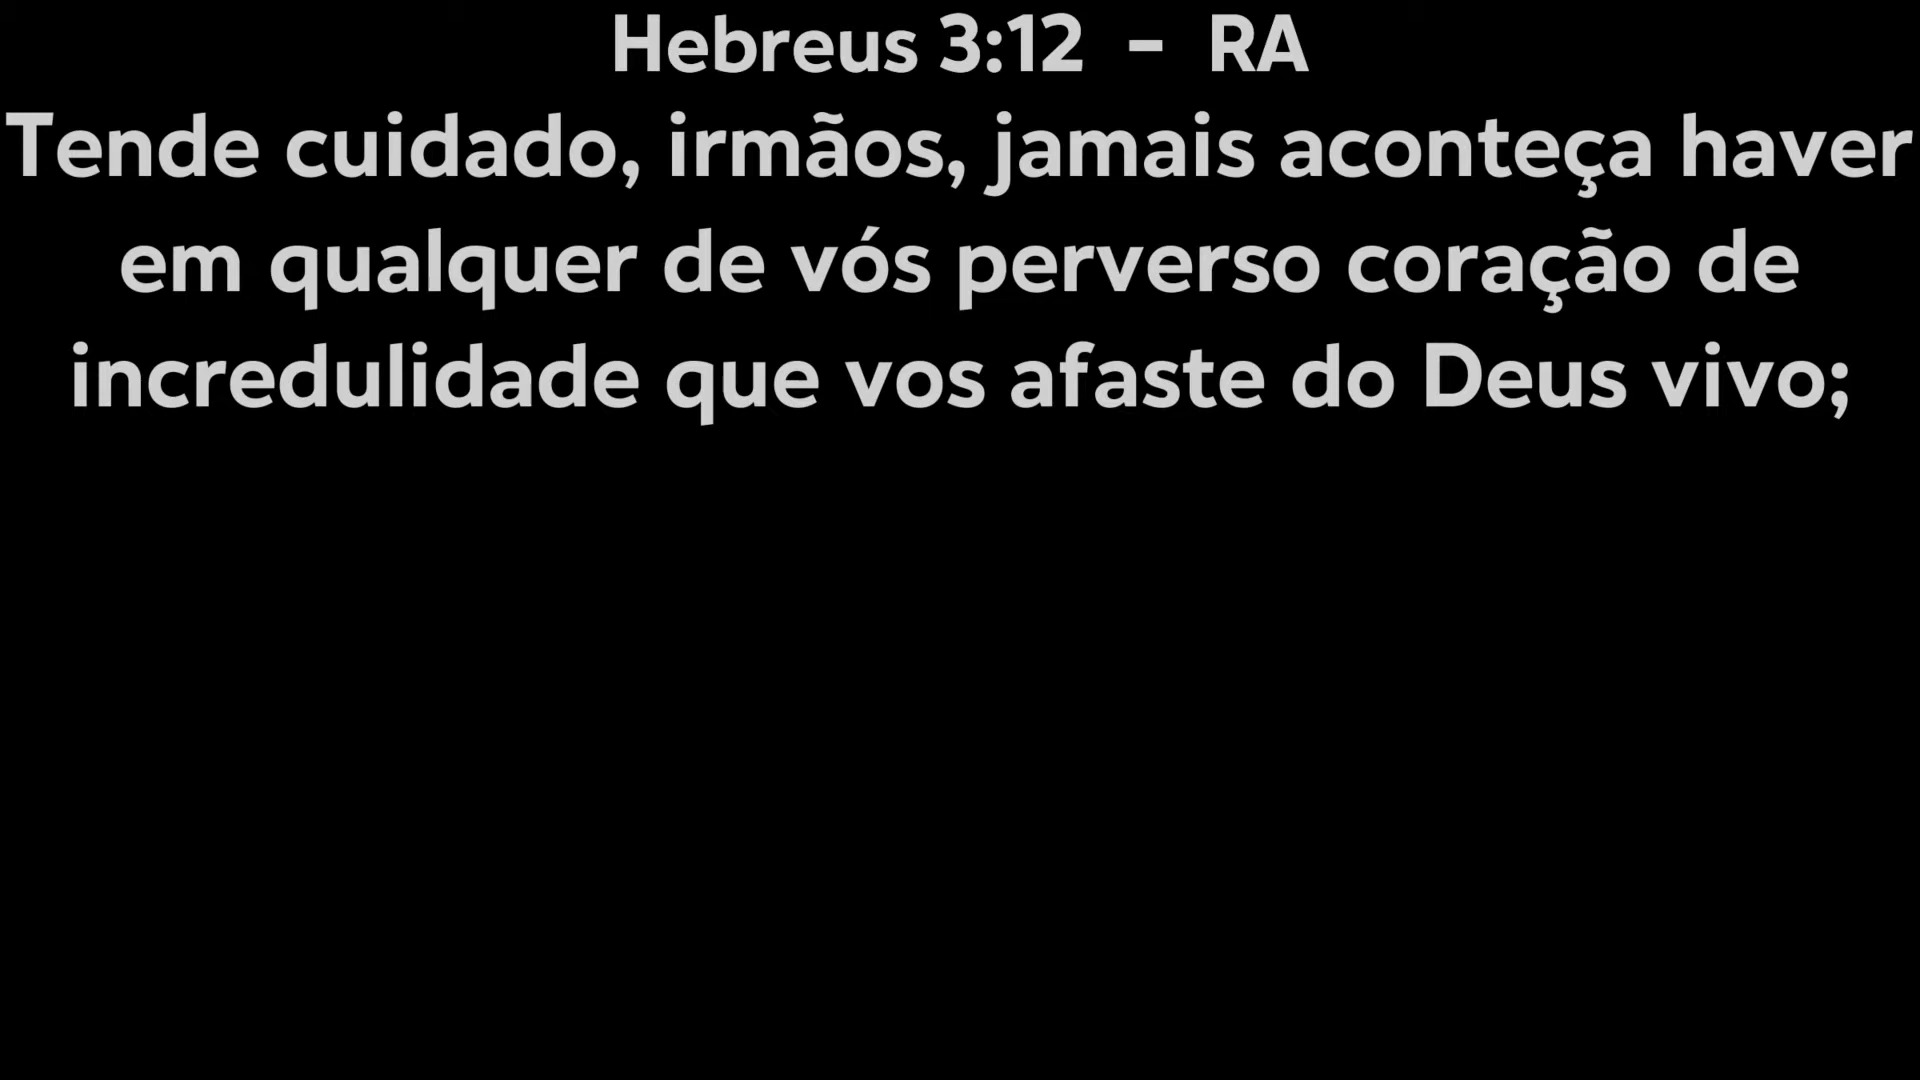 Hebreus 3:12 - RA
Tende cuidado, irmãos, jamais aconteça haver
em qualquer de vós perverso coração de
incredulidade que vos afaste do Deus vivo;